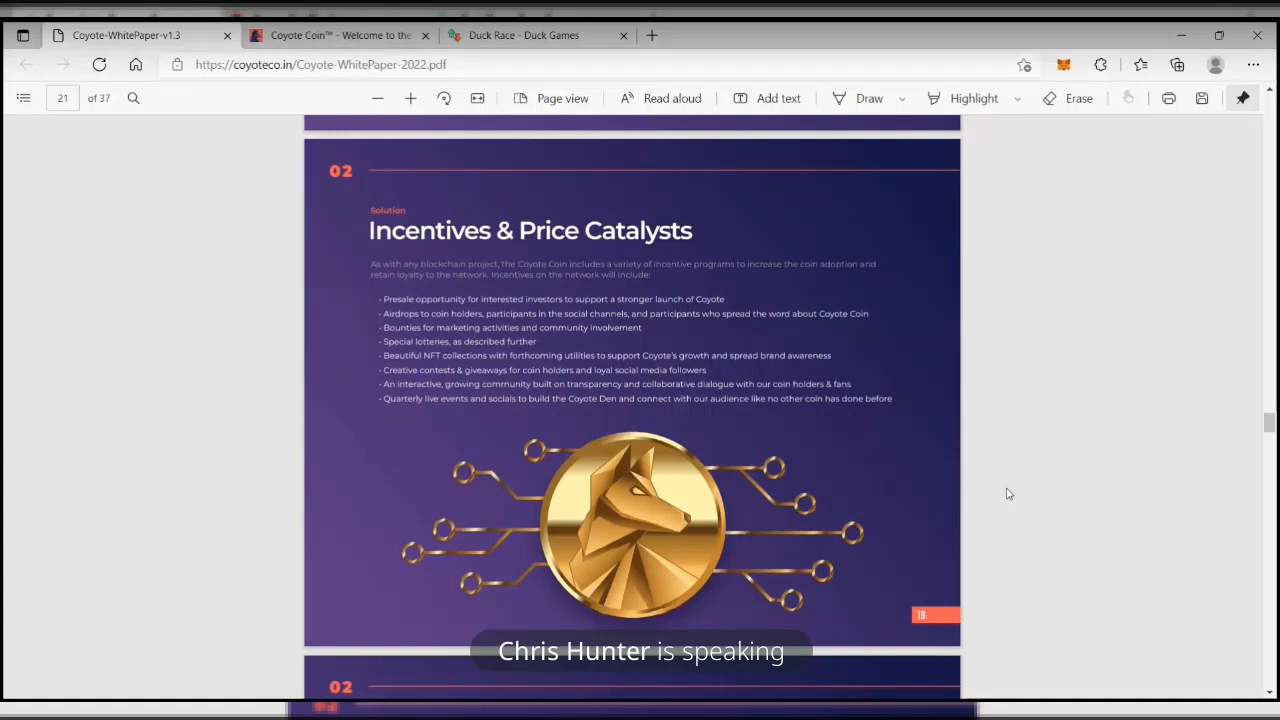 Coyote-WhitePaper-v1.3
Coyote Coin™ - Welcome to the
Duck Race - Duck Games
https://coyoteco.in/Coyote-WhitePaper-2022.pdf
21 of 37
Page view
Read aloud
Add text
Draw
Highlight
Erase
02
Solution
Incentives & Price Catalysts
As with any blockchain project, the Coyote Coin includes a variety of incentive programs to increase the coin adoption and
retain loyalty to the network. Incentives on the network will include:
- Presale opportunity for interested investors to support a stronger launch of Coyote
- Airdrops to coin holders, participants in the social channels, and participants who spread the word about Coyote Coin
- Bounties for marketing activities and community involvement
- Special lotteries, as described further
- Beautiful NFT collections with forthcoming utilities to support Coyote's growth and spread brand awareness
- Creative contests & giveaways for coin holders and loyal social media followers
- An interactive, growing community built on transparency and collaborative dialogue with our coin holders & fans
- Quarterly live events and socials to build the Coyote Den and connect with our audience like no other coin has done before
Chris Hunter is speaking
02